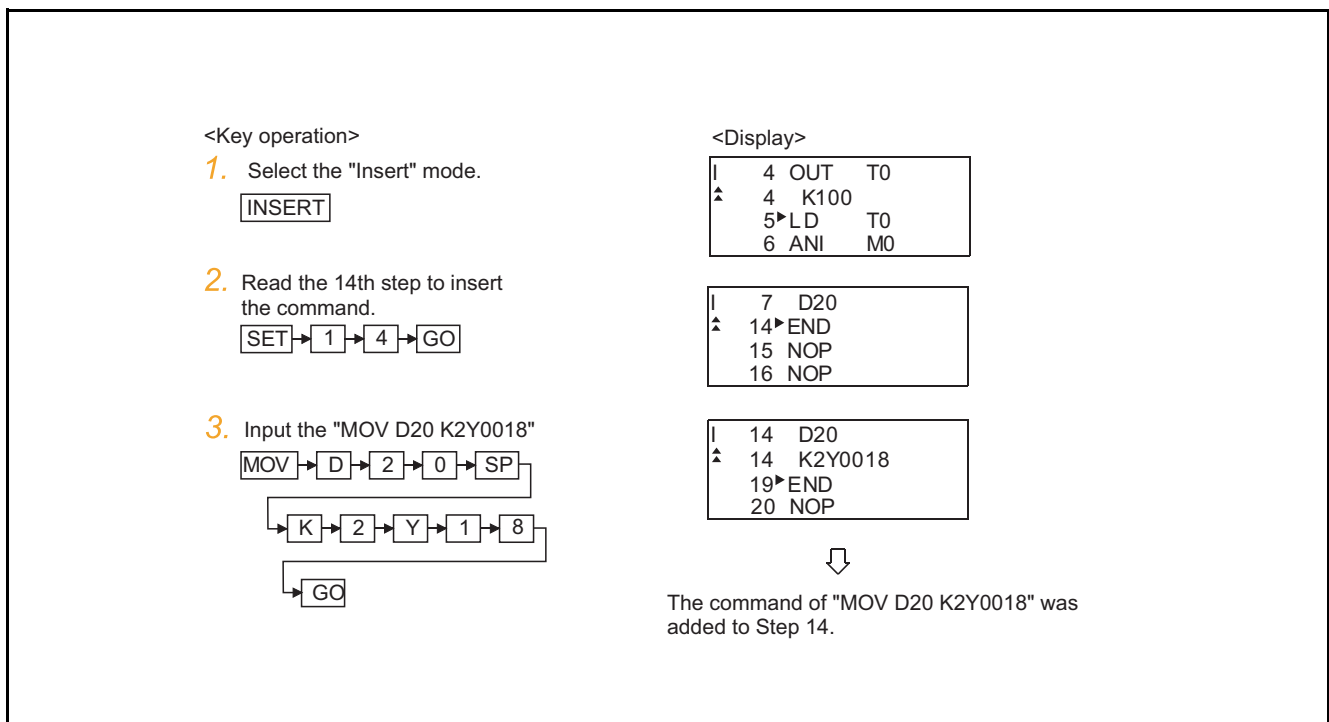 <Key operation>
1. Select the "Insert" mode.
INSERT
2. Read the 14th step to insert
the command.
SET 1 4 GO
3. Input the "MOV D20 K2Y0018"
MOV D 2 0 SP
K 2 Y 1 8
GO
<Display>
I 4 OUT T0
4 K100
5 LD T0
6 ANI M0
I 7 D20
14 END
15 NOP
16 NOP
I 14 D20
14 K2Y0018
19 END
20 NOP
The command of "MOV D20 K2Y0018" was
added to Step 14.